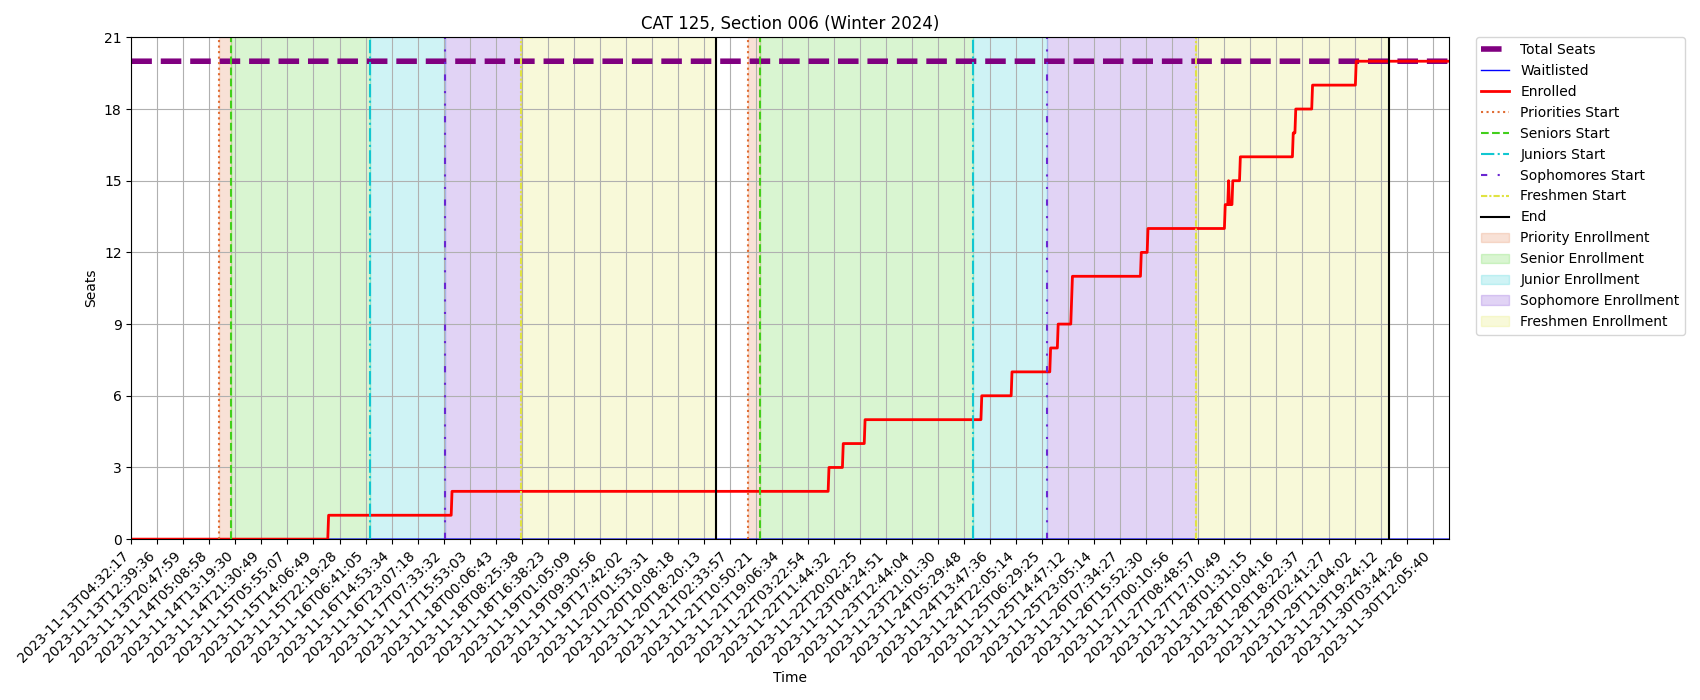 CAT 125, Section 006 (Winter 2024)
Seats
21
18
15
12
9
6
3
0
2023-11-13T04:32:17
2023-11-13T12:39:36
2023-11-13T20:47:59
2023-11-14T05:08:58
2023-11-14T13:19:30
2023-11-14T21:30:49
2023-11-15T05:55:07
2023-11-15T14:06:49
2023-11-15T22:19:28
2023-11-16T06:41:05
2023-11-16T14:53:34
2023-11-16T23:07:18
2023-11-17T07:33:32
2023-11-17T15:53:03
2023-11-18T00:06:43
2023-11-18T08:25:38
2023-11-18T16:38:23
2023-11-19T01:05:09
2023-11-19T09:30:56
2023-11-19T17:42:02
2023-11-20T01:53:31
2023-11-20T10:08:18
2023-11-20T18:20:13
2023-11-21T02:33:57
2023-11-21T10:50:21
2023-11-21T19:06:34
2023-11-22T03:22:54
2023-11-22T11:44:32
2023-11-22T20:02:25
2023-11-23T04:24:51
2023-11-23T12:44:04
2023-11-23T21:01:30
2023-11-24T05:29:48
2023-11-24T13:47:36
2023-11-24T22:05:14
2023-11-25T06:29:25
2023-11-25T14:47:12
2023-11-25T23:05:14
2023-11-26T07:34:27
2023-11-26T15:52:30
2023-11-27T00:10:56
2023-11-27T08:48:57
2023-11-27T17:10:49
2023-11-28T01:31:15
2023-11-28T10:04:16
2023-11-28T18:22:37
2023-11-29T02:41:27
2023-11-29T11:04:02
2023-11-29T19:24:12
2023-11-30T03:44:26
2023-11-30T12:05:40
Time
Total Seats
Waitlisted
Enrolled
Priorities Start
Seniors Start
Juniors Start
Sophomores Start
Freshmen Start
End
Priority Enrollment
Senior Enrollment
Junior Enrollment
Sophomore Enrollment
Freshmen Enrollment